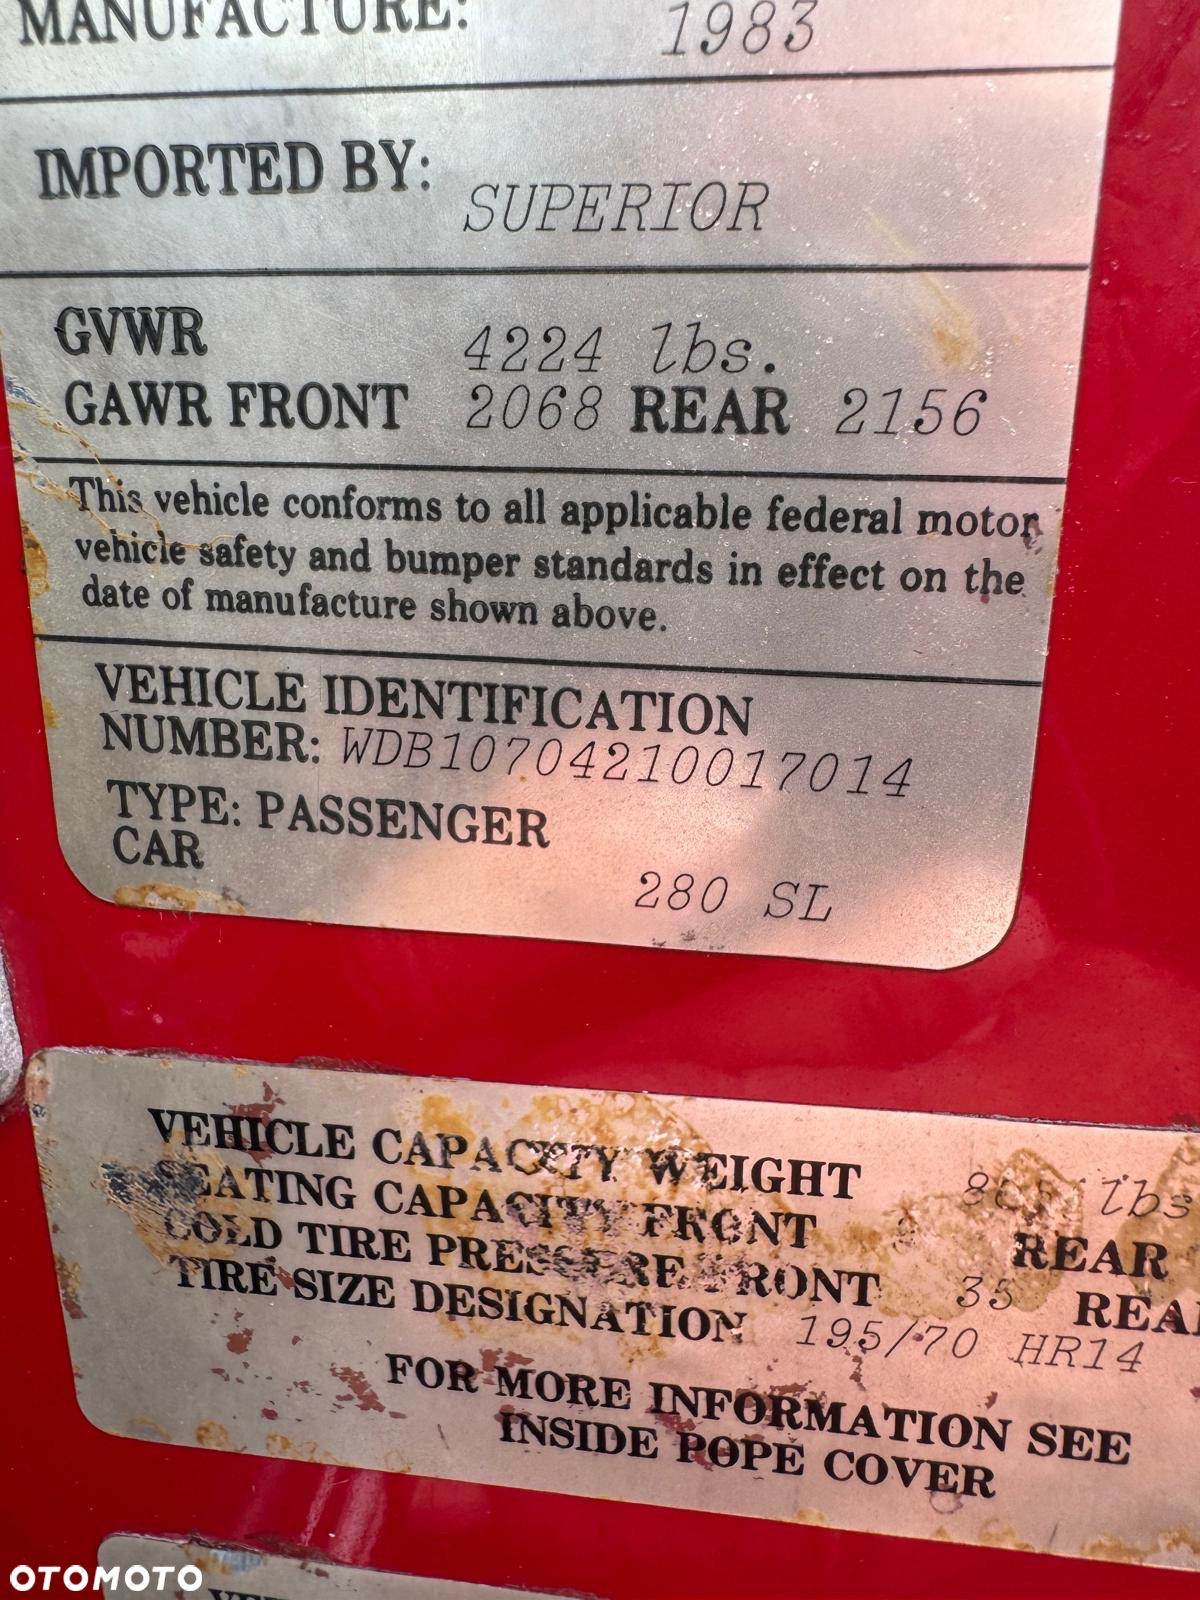 MANUFACTURE: 1983
IMPORTED BY: SUPERIOR
GVWR 4224 lbs.
GAWR FRONT 2068 REAR 2156
This vehicle conforms to all applicable federal motor
vehicle safety and bumper standards in effect on the
date of manufacture shown above.
VEHICLE IDENTIFICATION
NUMBER: WDB10704210017014
TYPE: PASSENGER
CAR
280 SL
VEHICLE CAPACITY WEIGHT lbs
SEATING CAPACITY FRONT REAR
COLD TIRE PRESSURE FRONT 35 REA
TIRE SIZE DESIGNATION 195/70 HR14
FOR MORE INFORMATION SEE
INSIDE POPE COVER
OTOMOTO